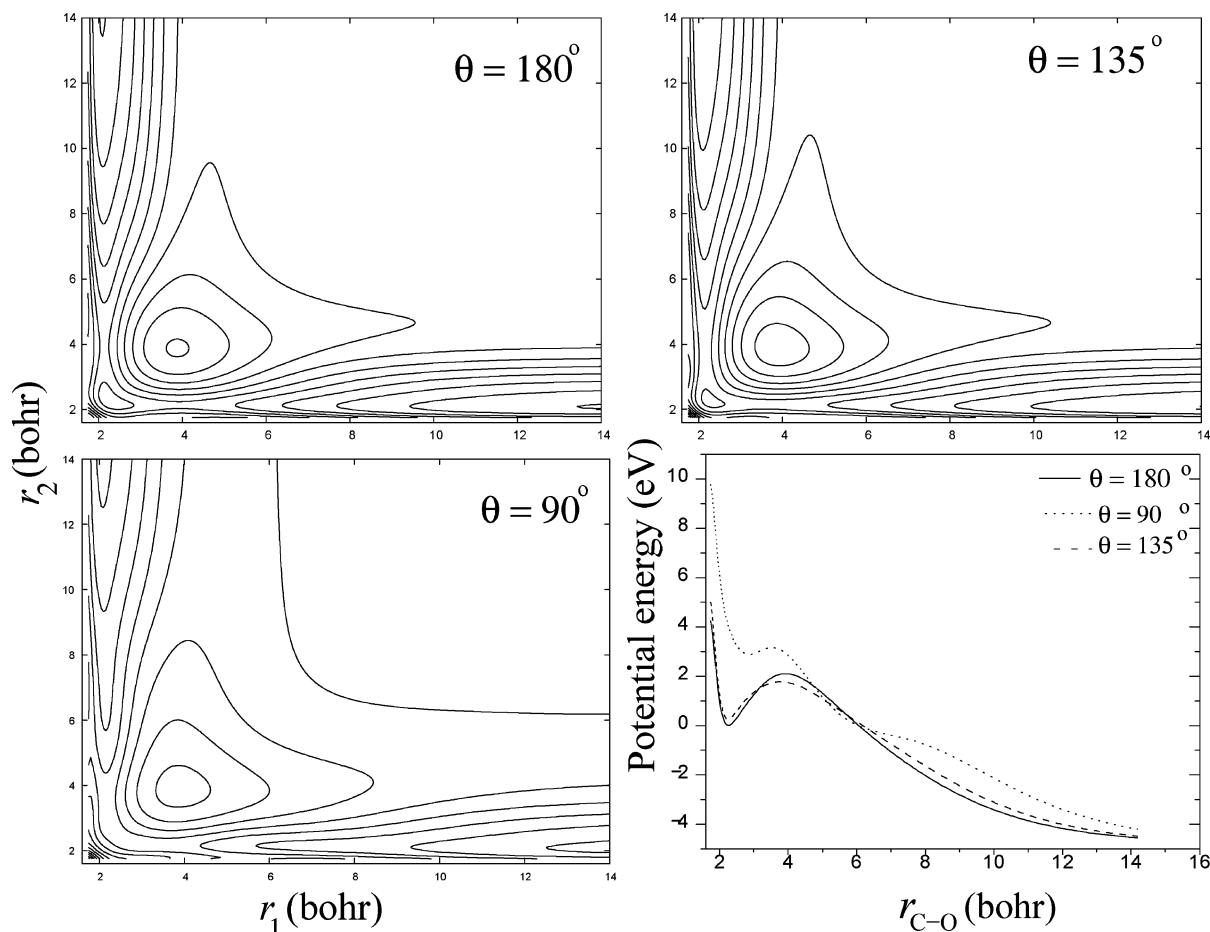 14
12
10
8
6
4
2
2 4 6 8 10 12 14
θ = 180°
14
12
10
8
6
4
2
2 4 6 8 10 12 14
θ = 135°
r₂ (bohr)
14
12
10
8
6
4
2
2 4 6 8 10 12 14
θ = 90°
r₁ (bohr)
Potential energy (eV)
10
8
6
4
2
0
−2
−4
2 4 6 8 10 12 14 16
θ = 180 °
θ = 90 °
θ = 135°
r_C−O (bohr)